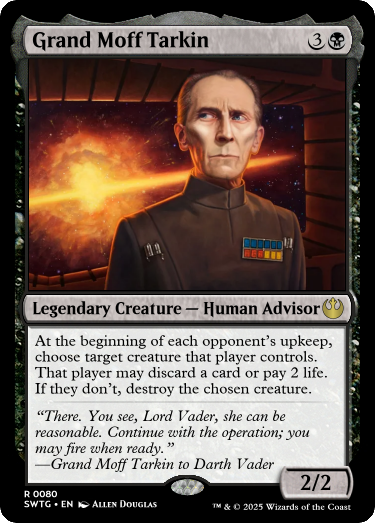 Grand Moff Tarkin 3
Legendary Creature — Human Advisor
At the beginning of each opponent's upkeep,
choose target creature that player controls.
That player may discard a card or pay 2 life.
If they don't, destroy the chosen creature.
“There. You see, Lord Vader, she can be
reasonable. Continue with the operation; you
may fire when ready.”
—Grand Moff Tarkin to Darth Vader
2/2
R 0080
SWTG • EN Allen Douglas
™ & © 2025 Wizards of the Coast